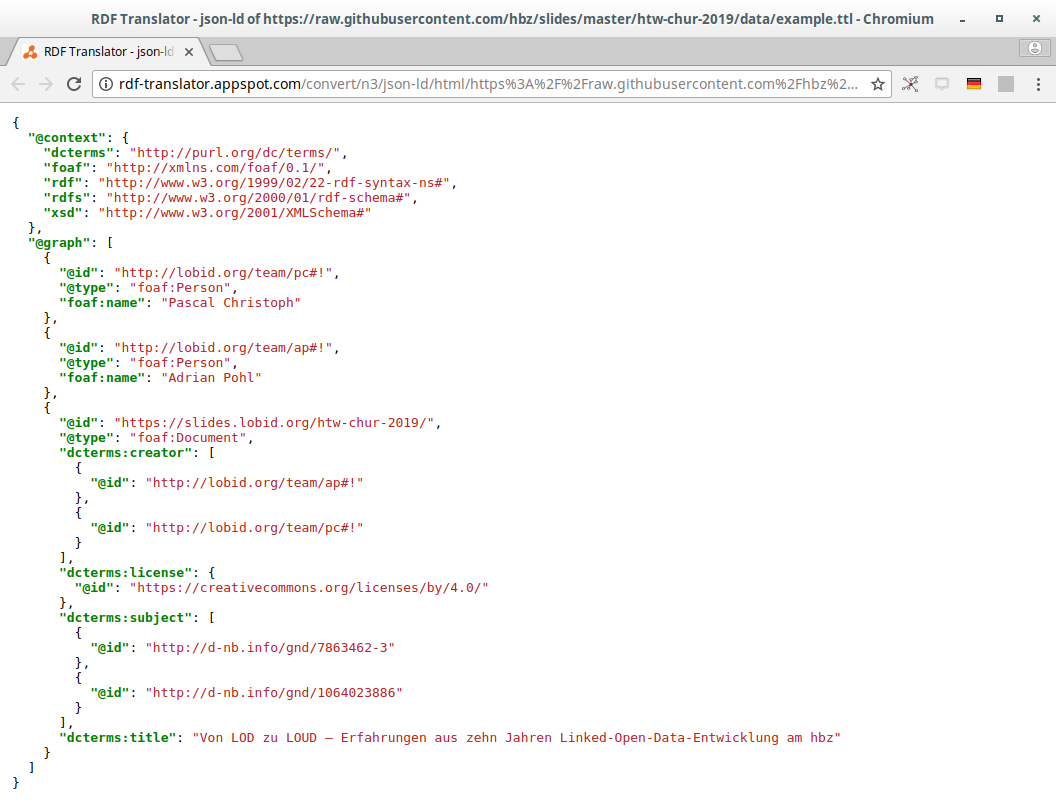 RDF Translator - json-ld of https://raw.githubusercontent.com/hbz/slides/master/htw-chur-2019/data/example.ttl - Chromium
RDF Translator - json-ld
rdf-translator.appspot.com/convert/n3/json-ld/html/https%3A%2F%2Fraw.githubusercontent.com%2Fhbz%2...
{
  "@context": {
    "dcterms": "http://purl.org/dc/terms/",
    "foaf": "http://xmlns.com/foaf/0.1/",
    "rdf": "http://www.w3.org/1999/02/22-rdf-syntax-ns#",
    "rdfs": "http://www.w3.org/2000/01/rdf-schema#",
    "xsd": "http://www.w3.org/2001/XMLSchema#"
  },
  "@graph": [
    {
      "@id": "http://lobid.org/team/pc#!",
      "@type": "foaf:Person",
      "foaf:name": "Pascal Christoph"
    },
    {
      "@id": "http://lobid.org/team/ap#!",
      "@type": "foaf:Person",
      "foaf:name": "Adrian Pohl"
    },
    {
      "@id": "https://slides.lobid.org/htw-chur-2019/",
      "@type": "foaf:Document",
      "dcterms:creator": [
        {
          "@id": "http://lobid.org/team/ap#!"
        },
        {
          "@id": "http://lobid.org/team/pc#!"
        }
      ],
      "dcterms:license": {
        "@id": "https://creativecommons.org/licenses/by/4.0/"
      },
      "dcterms:subject": [
        {
          "@id": "http://d-nb.info/gnd/7863462-3"
        },
        {
          "@id": "http://d-nb.info/gnd/1064023886"
        }
      ],
      "dcterms:title": "Von LOD zu LOUD – Erfahrungen aus zehn Jahren Linked-Open-Data-Entwicklung am hbz"
    }
  ]
}